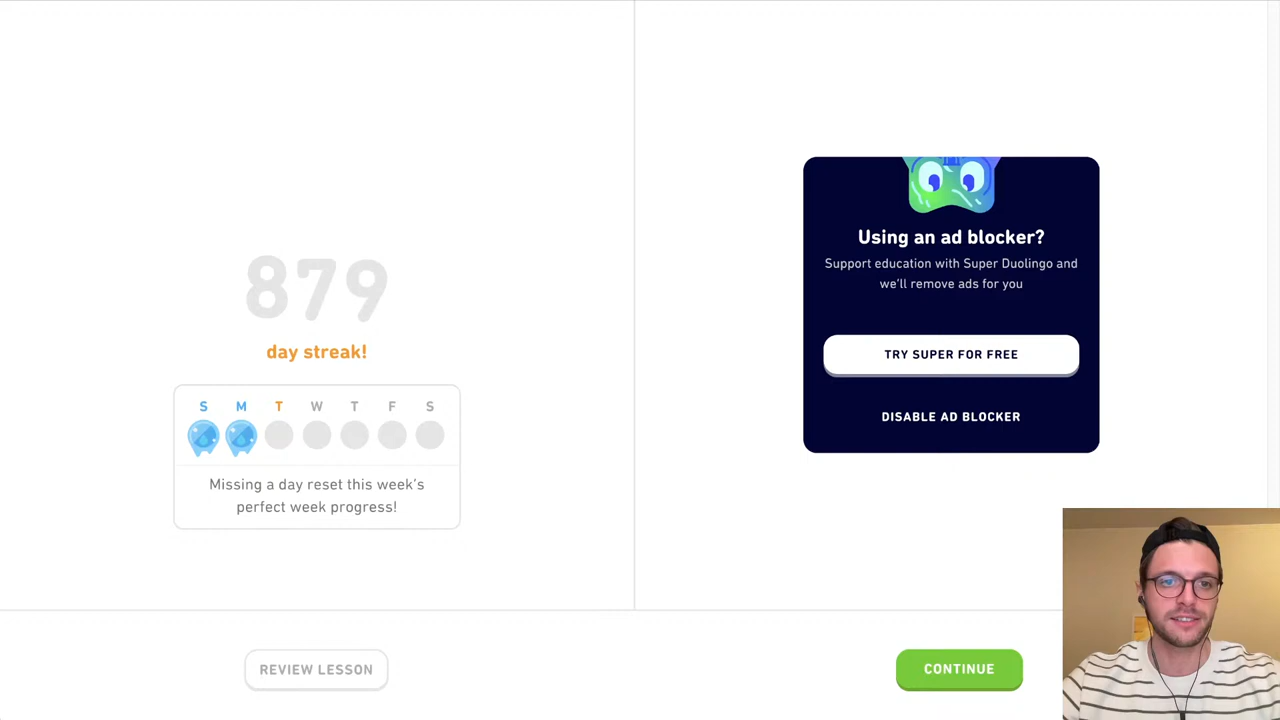 879
day streak!
S M T W T F S
Missing a day reset this week's
perfect week progress!
Using an ad blocker?
Support education with Super Duolingo and
we'll remove ads for you
TRY SUPER FOR FREE
DISABLE AD BLOCKER
REVIEW LESSON
CONTINUE